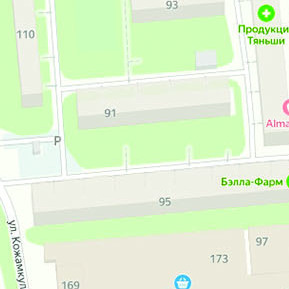 93
110
Продукци
Тяньши
91
Alma
P
Бэлла-Фарм
95
ул. Кожамкул
97
173
169